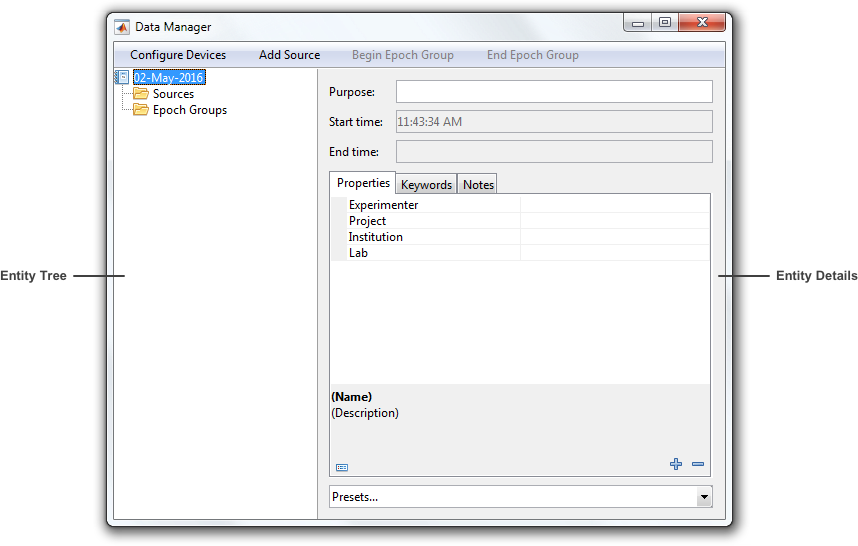 Data Manager
Configure Devices Add Source Begin Epoch Group End Epoch Group
02-May-2016
Sources
Epoch Groups
Purpose:
Start time: 11:43:34 AM
End time:
Properties Keywords Notes
Experimenter
Project
Institution
Lab
Entity Tree
Entity Details
(Name)
(Description)
Presets...